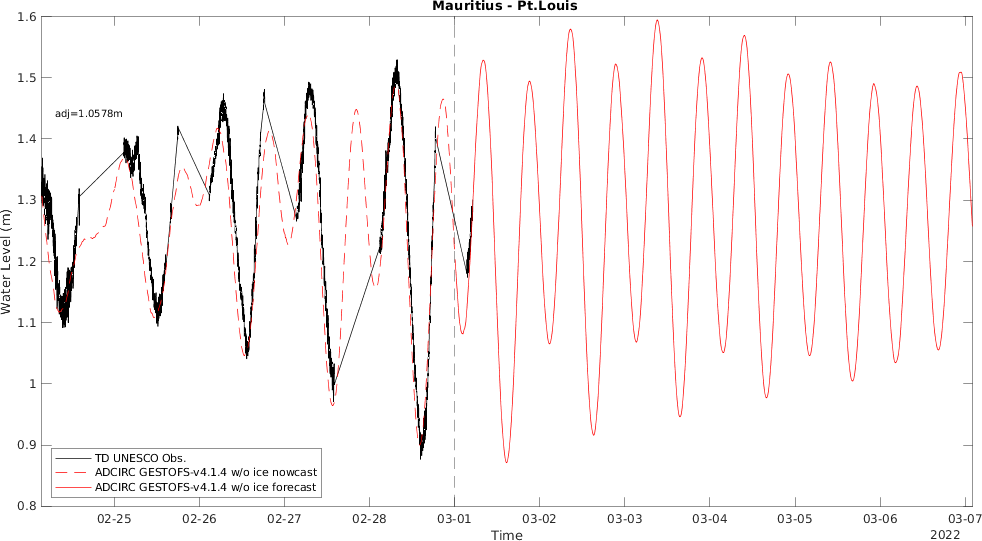 Mauritius - Pt.Louis
1.6
1.5
1.4
1.3
1.2
1.1
1
0.9
0.8
Water Level (m)
adj=1.0578m
TD UNESCO Obs.
ADCIRC GESTOFS-v4.1.4 w/o ice nowcast
ADCIRC GESTOFS-v4.1.4 w/o ice forecast
02-25 02-26 02-27 02-28 03-01 03-02 03-03 03-04 03-05 03-06 03-07
Time
2022